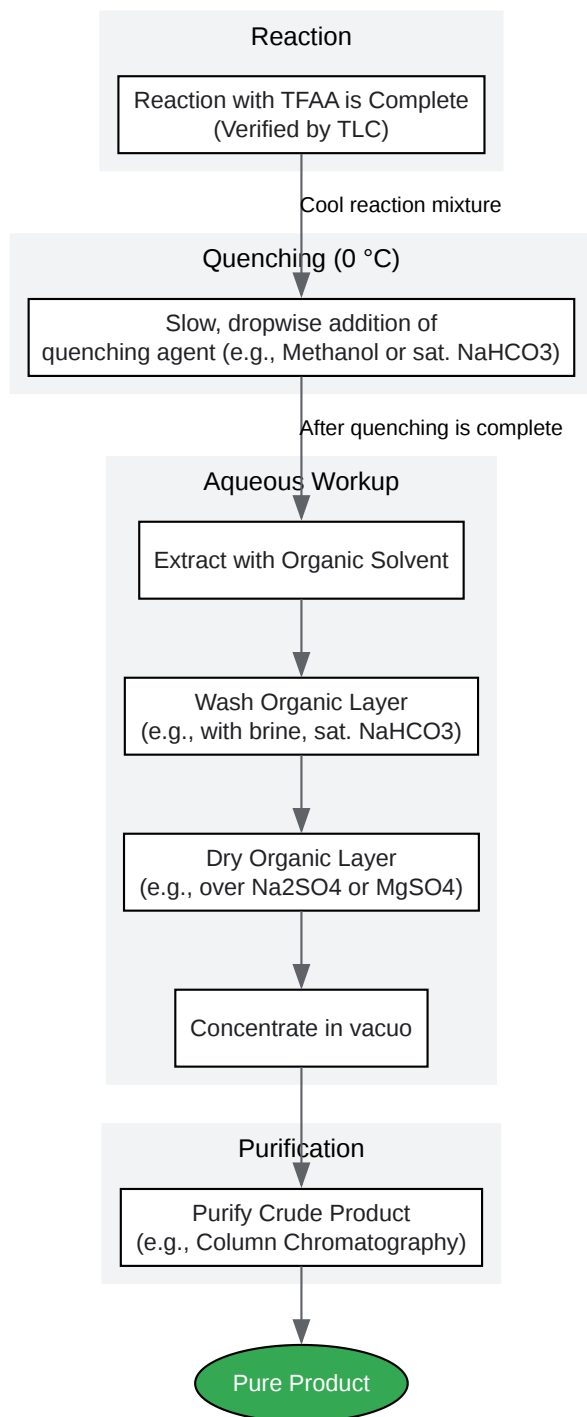 Reaction
Reaction with TFAA is Complete
(Verified by TLC)
Cool reaction mixture
Quenching (0 °C)
Slow, dropwise addition of
quenching agent (e.g., Methanol or sat. NaHCO3)
After quenching is complete
Aqueous Workup
Extract with Organic Solvent
Wash Organic Layer
(e.g., with brine, sat. NaHCO3)
Dry Organic Layer
(e.g., over Na2SO4 or MgSO4)
Concentrate in vacuo
Purification
Purify Crude Product
(e.g., Column Chromatography)
Pure Product